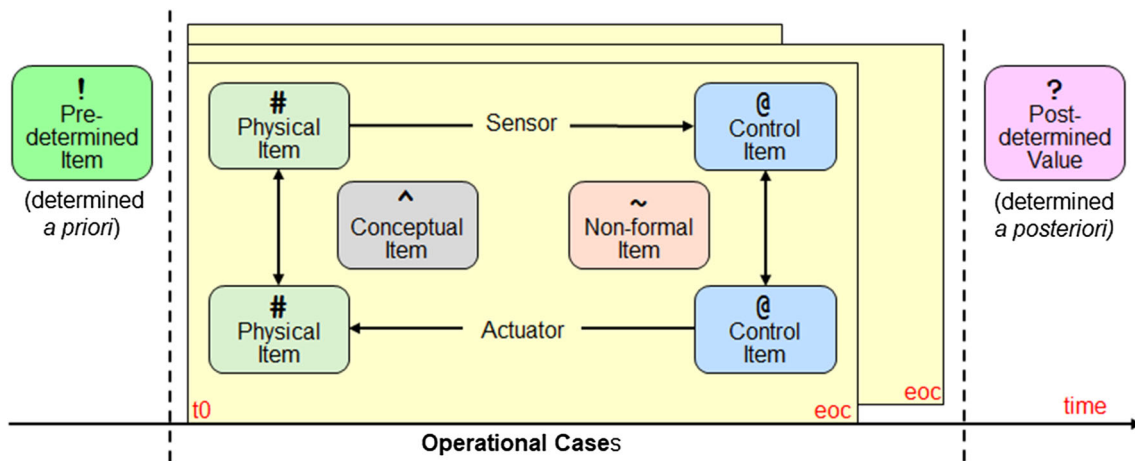 !
Pre-
determined
Item
(determined
a priori)
#
Physical
Item
Sensor
@
Control
Item
^
Conceptual
Item
~
Non-formal
Item
#
Physical
Item
Actuator
@
Control
Item
t0
eoc
eoc
?
Post-
determined
Value
(determined
a posteriori)
time
Operational Cases